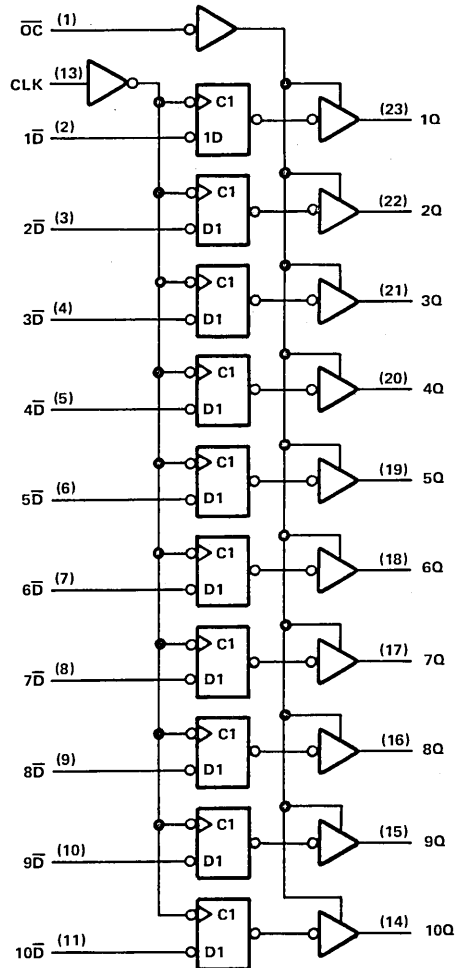 O̅C̅ (1)
CLK (13)
C1
(23)
1Q
1D̅ (2)
1D
C1
(22)
2Q
2D̅ (3)
D1
C1
(21)
3Q
3D̅ (4)
D1
C1
(20)
4Q
4D̅ (5)
D1
C1
(19)
5Q
5D̅ (6)
D1
C1
(18)
6Q
6D̅ (7)
D1
C1
(17)
7Q
7D̅ (8)
D1
C1
(16)
8Q
8D̅ (9)
D1
C1
(15)
9Q
9D̅ (10)
D1
C1
(14)
10Q
10D̅ (11)
D1